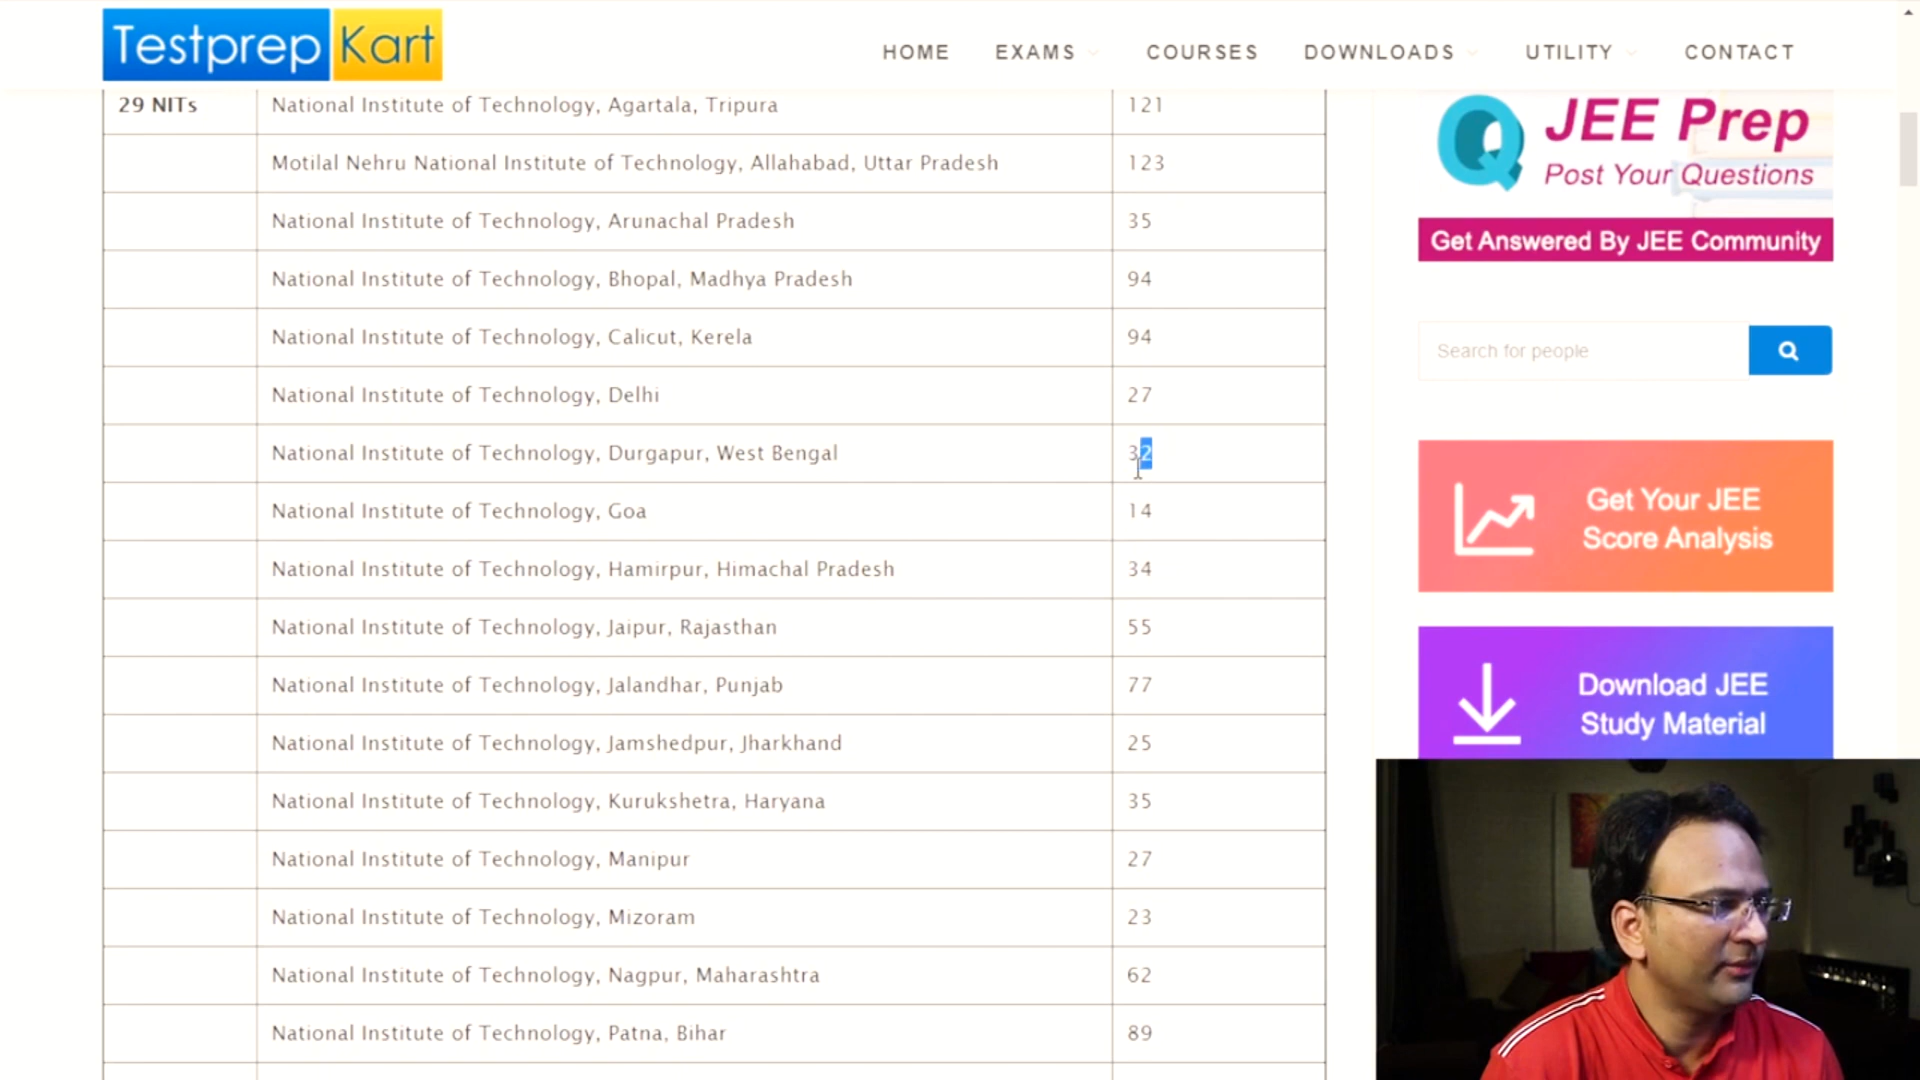 Testprep Kart
HOME EXAMS COURSES DOWNLOADS UTILITY CONTACT
29 NITs National Institute of Technology, Agartala, Tripura 121
Motilal Nehru National Institute of Technology, Allahabad, Uttar Pradesh 123
National Institute of Technology, Arunachal Pradesh 35
National Institute of Technology, Bhopal, Madhya Pradesh 94
National Institute of Technology, Calicut, Kerela 94
National Institute of Technology, Delhi 27
National Institute of Technology, Durgapur, West Bengal 32
National Institute of Technology, Goa 14
National Institute of Technology, Hamirpur, Himachal Pradesh 34
National Institute of Technology, Jaipur, Rajasthan 55
National Institute of Technology, Jalandhar, Punjab 77
National Institute of Technology, Jamshedpur, Jharkhand 25
National Institute of Technology, Kurukshetra, Haryana 35
National Institute of Technology, Manipur 27
National Institute of Technology, Mizoram 23
National Institute of Technology, Nagpur, Maharashtra 62
National Institute of Technology, Patna, Bihar 89
Q JEE Prep
Post Your Questions
Get Answered By JEE Community
Search for people
Get Your JEE
Score Analysis
Download JEE
Study Material